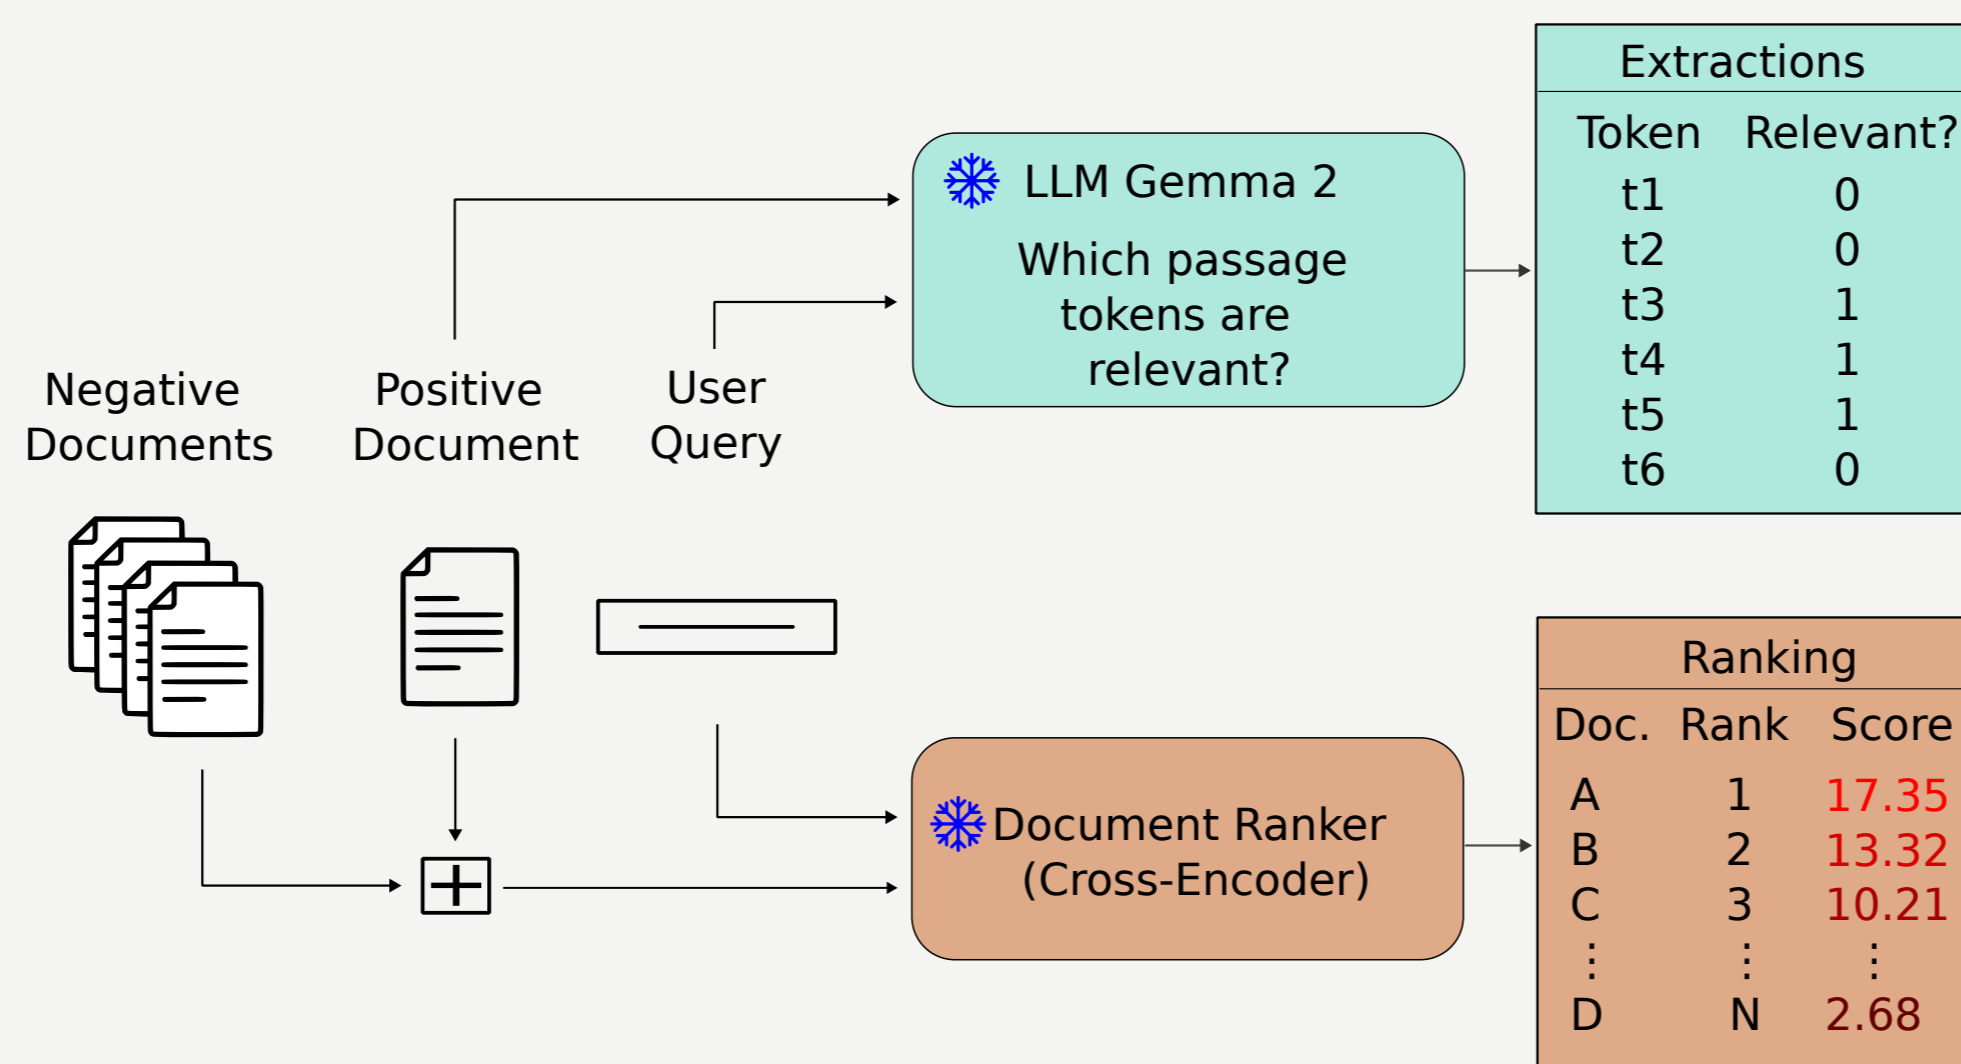 Negative
Documents
Positive
Document
User
Query
LLM Gemma 2
Which passage
tokens are
relevant?
Extractions
Token Relevant?
t1 0
t2 0
t3 1
t4 1
t5 1
t6 0
Document Ranker
(Cross-Encoder)
Ranking
Doc. Rank Score
A 1 17.35
B 2 13.32
C 3 10.21
⋮ ⋮ ⋮
D N 2.68